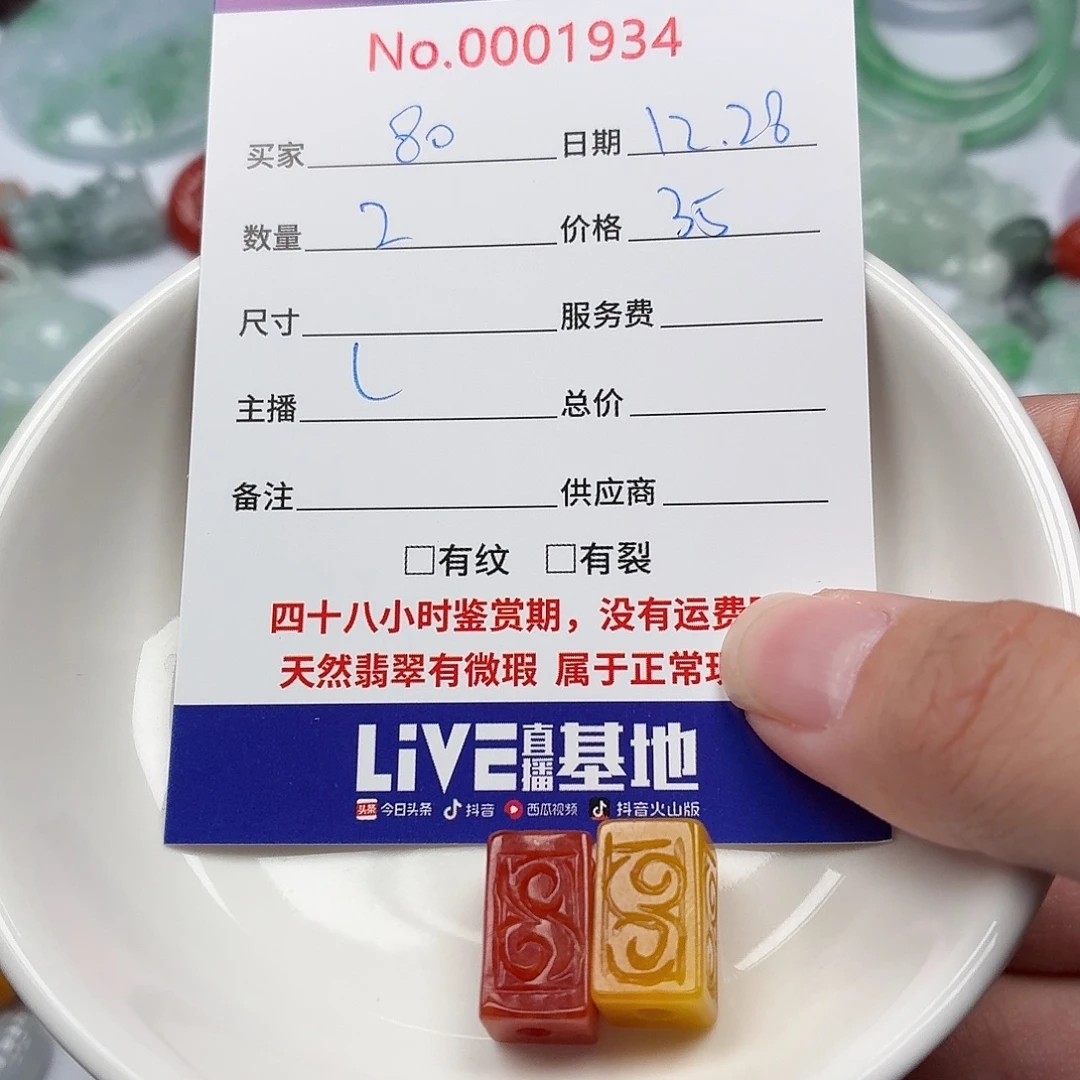 No.0001934
买家 80 日期 12.28
数量 2 价格 35
尺寸 服务费
主播 L 总价
备注 供应商
□有纹 □有裂
四十八小时鉴赏期，没有运费
天然翡翠有微瑕 属于正常
LiVE直播基地
头条 今日头条 抖音 西瓜视频 抖音火山版